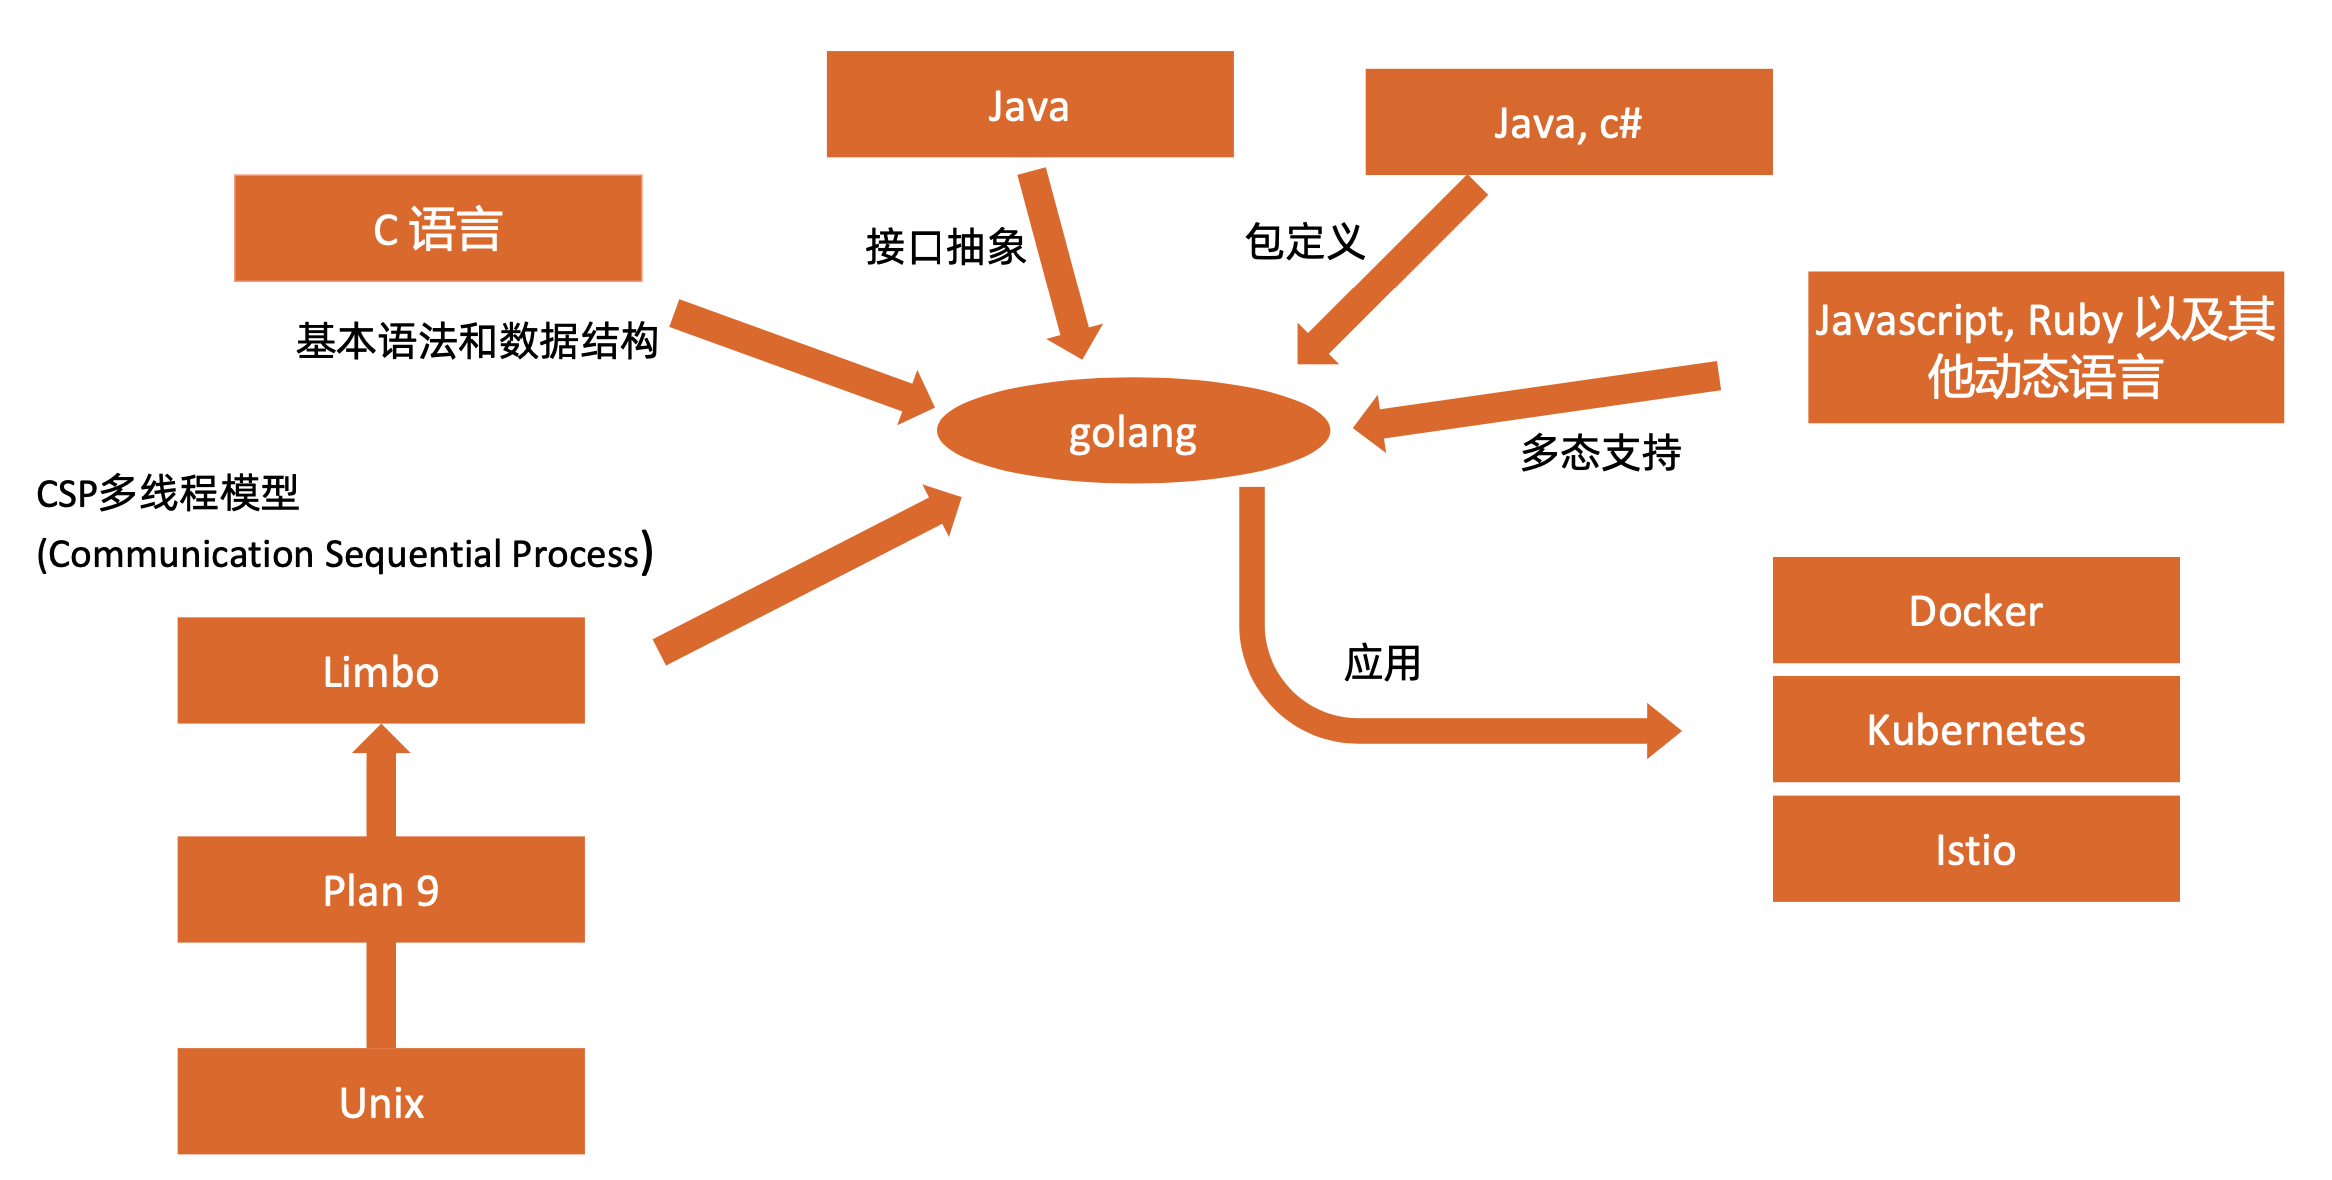 Java
Java, c#
C 语言
接口抽象
包定义
基本语法和数据结构
Javascript, Ruby 以及其
他动态语言
golang
多态支持
CSP多线程模型
(Communication Sequential Process)
Limbo
应用
Docker
Kubernetes
Istio
Plan 9
Unix